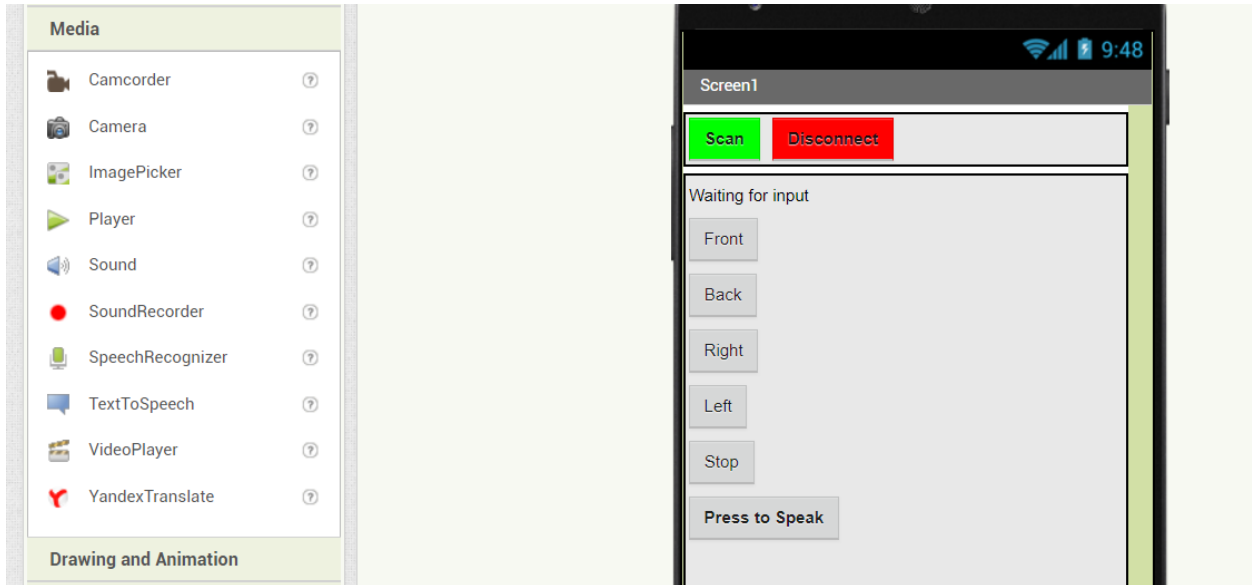 Media
Camcorder
Camera
ImagePicker
Player
Sound
SoundRecorder
SpeechRecognizer
TextToSpeech
VideoPlayer
YandexTranslate
Drawing and Animation
9:48
Screen1
Scan Disconnect
Waiting for input
Front
Back
Right
Left
Stop
Press to Speak